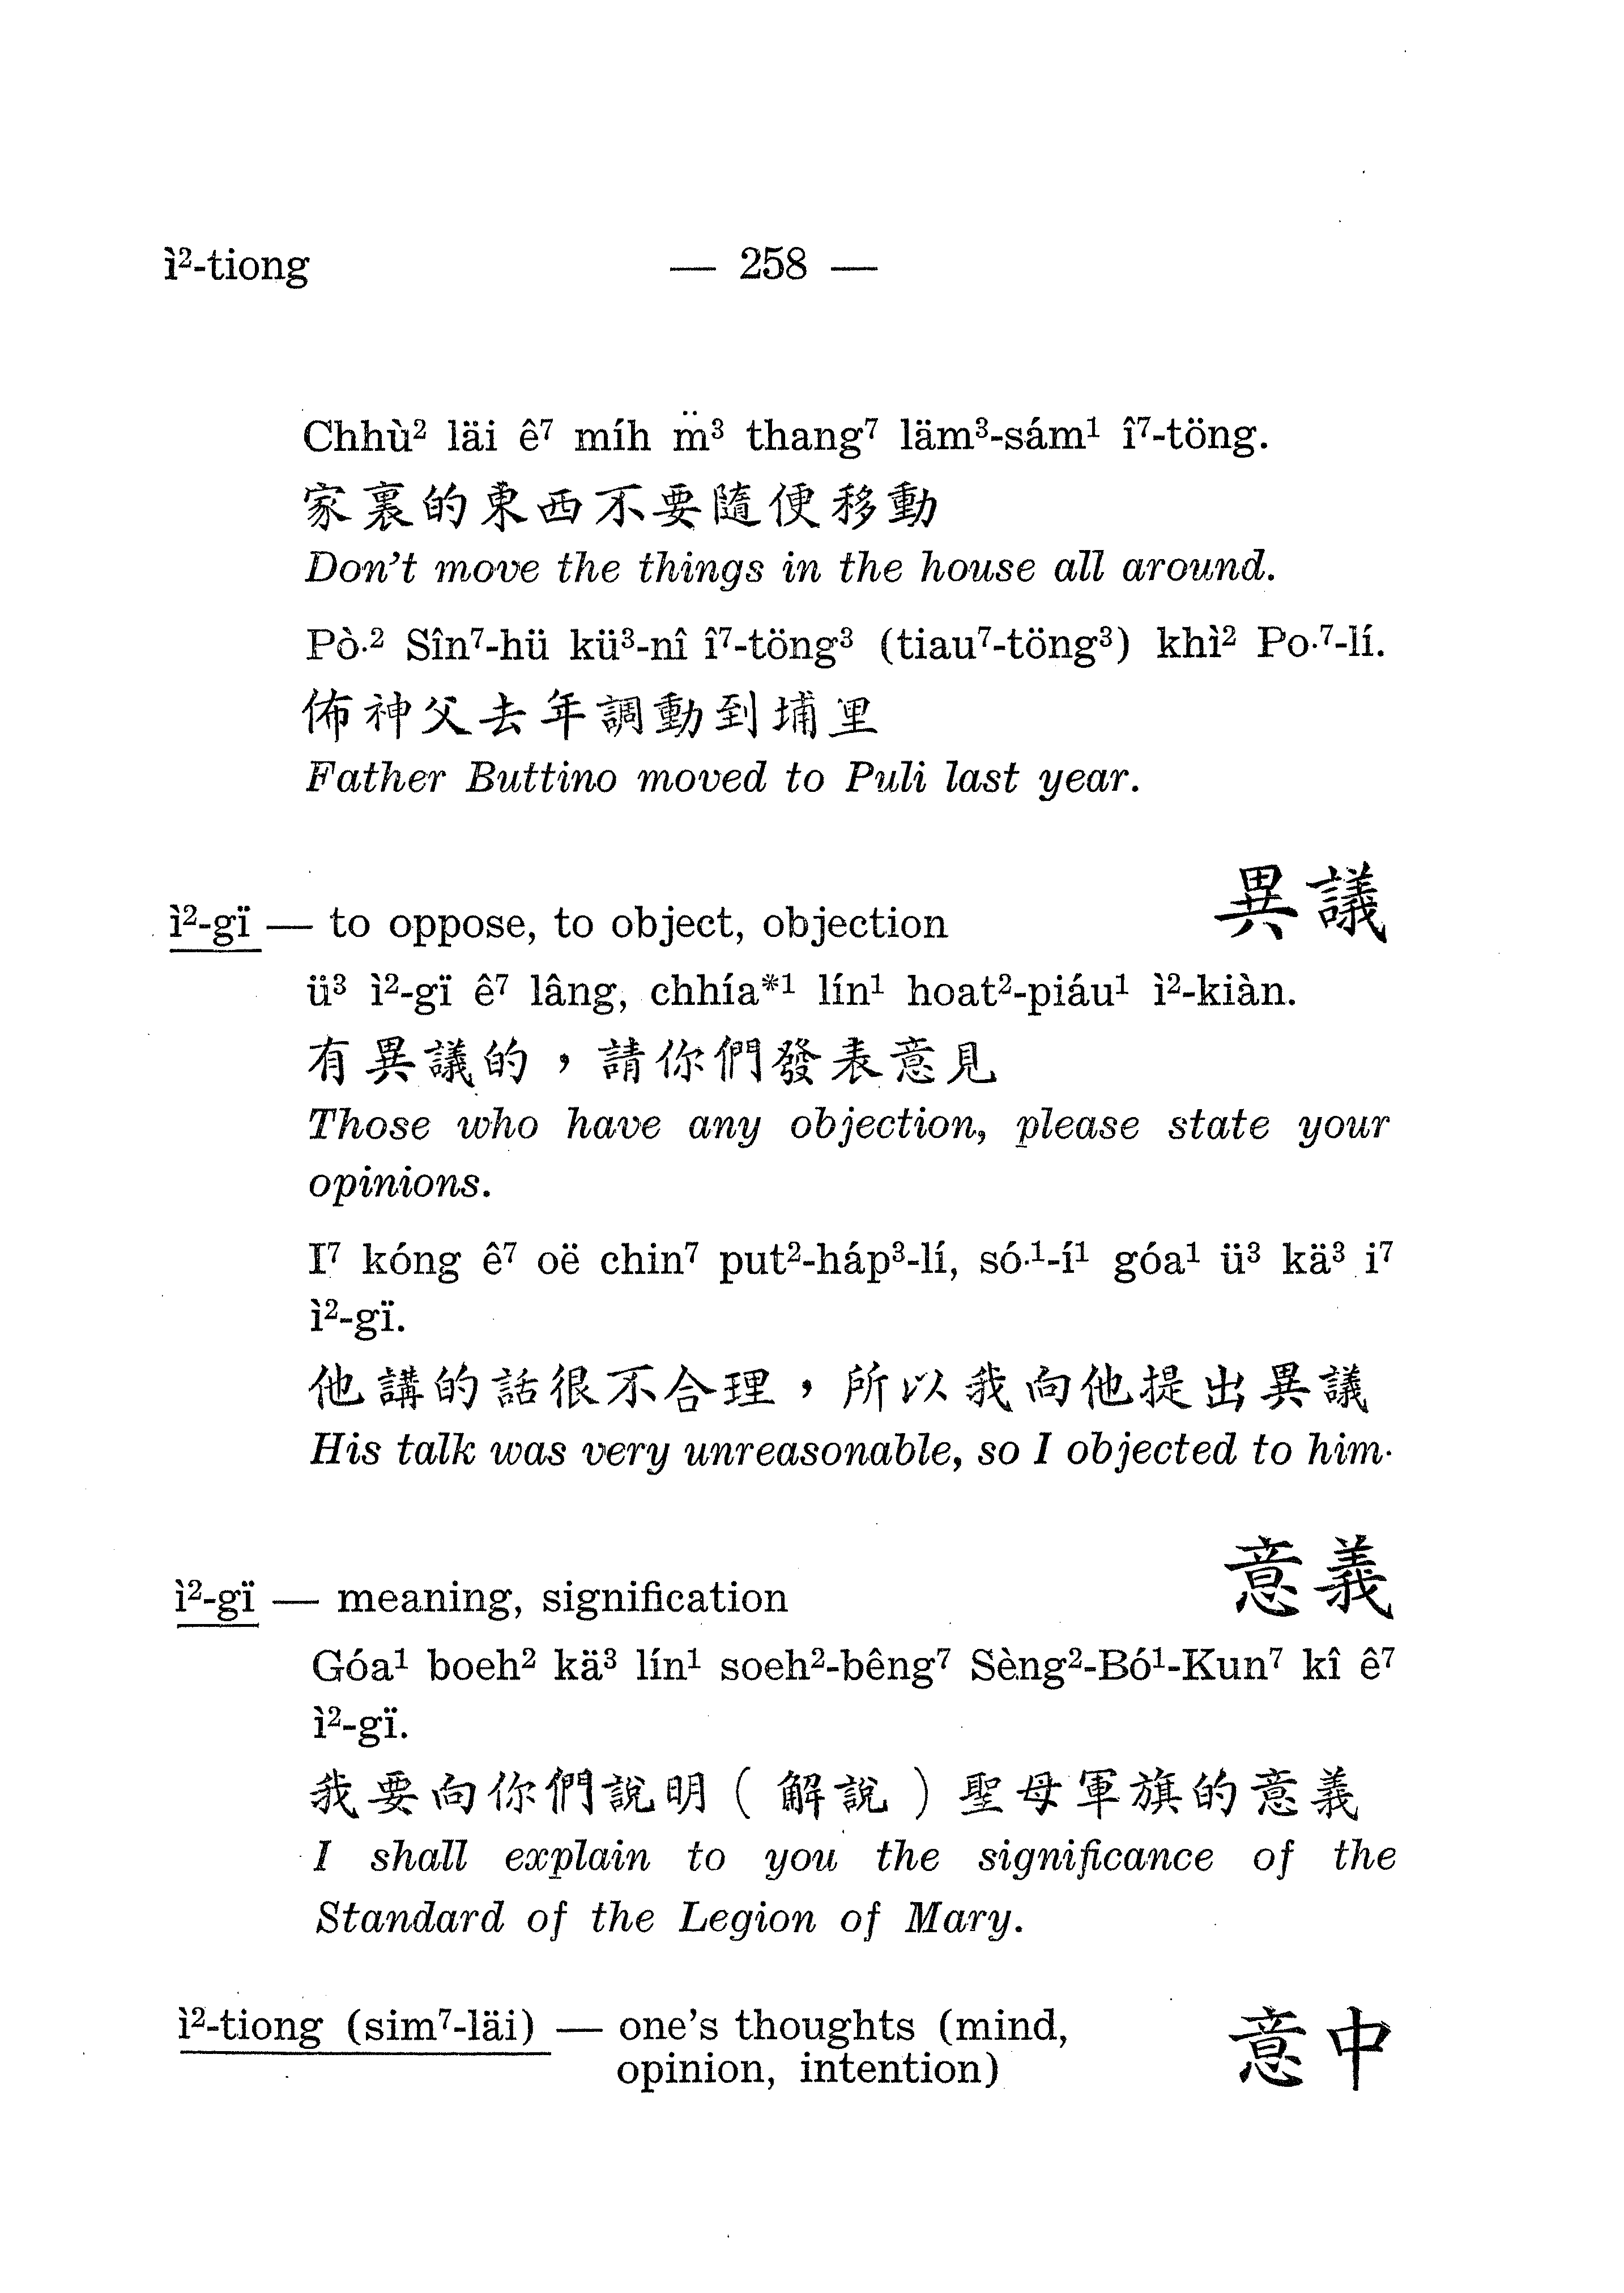 ì²-tiong — 258 —
Chhù² läi ê⁷ míh m̈³ thang⁷ läm³-sám¹ î⁷-töng.
家裏的東西不要隨便移動
Don't move the things in the house all around.
Pò·² Sîn⁷-hü kü³-nî î⁷-töng³ (tiau⁷-töng³) khì² Po·⁷-lí.
佈神父去年調動到埔里
Father Buttino moved to Puli last year.
ì²-gï — to oppose, to object, objection 異議
ü³ ì²-gï ê⁷ lâng, chhía*¹ lín¹ hoat²-piáu¹ ì²-kiàn.
有異議的，請你們發表意見
Those who have any objection, please state your
opinions.
I⁷ kóng ê⁷ oë chin⁷ put²-háp³-lí, só·¹-í¹ góa¹ ü³ kä³ i⁷
ì²-gï.
他講的話很不合理，所以我向他提出異議
His talk was very unreasonable, so I objected to him.
ì²-gï — meaning, signification 意義
Góa¹ boeh² kä³ lín¹ soeh²-bêng⁷ Sèng²-Bó¹-Kun⁷ kî ê⁷
ì²-gï.
我要向你們說明（解說）聖母軍旗的意義
I shall explain to you the significance of the
Standard of the Legion of Mary.
ì²-tiong (sim⁷-läi) — one's thoughts (mind, 意中
opinion, intention)